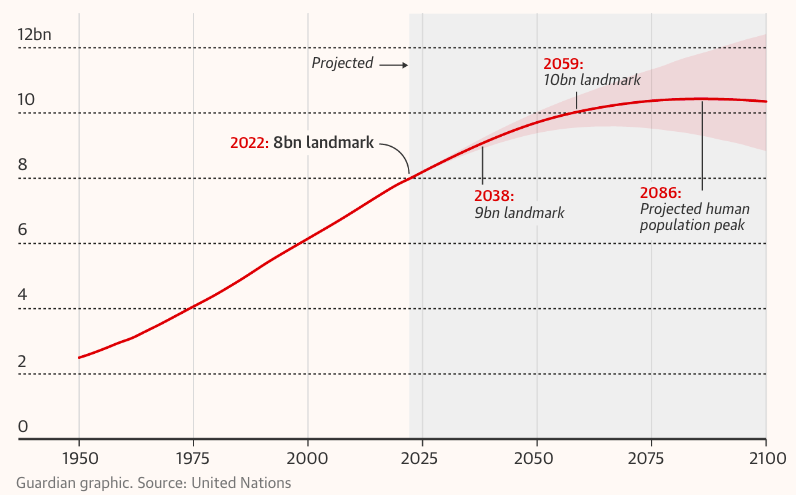 12bn
Projected
2059:
10bn landmark
10
2022: 8bn landmark
8
2038:
9bn landmark
2086:
Projected human
population peak
6
4
2
0
1950 1975 2000 2025 2050 2075 2100
Guardian graphic. Source: United Nations